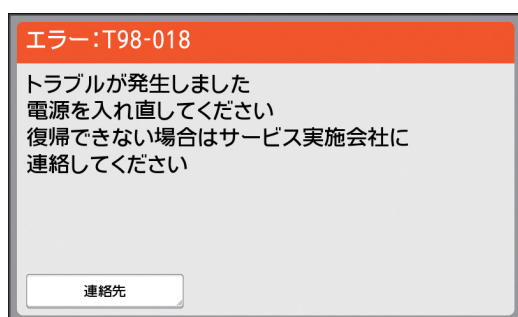 エラー：T98-018
トラブルが発生しました
電源を入れ直してください
復帰できない場合はサービス実施会社に
連絡してください
連絡先